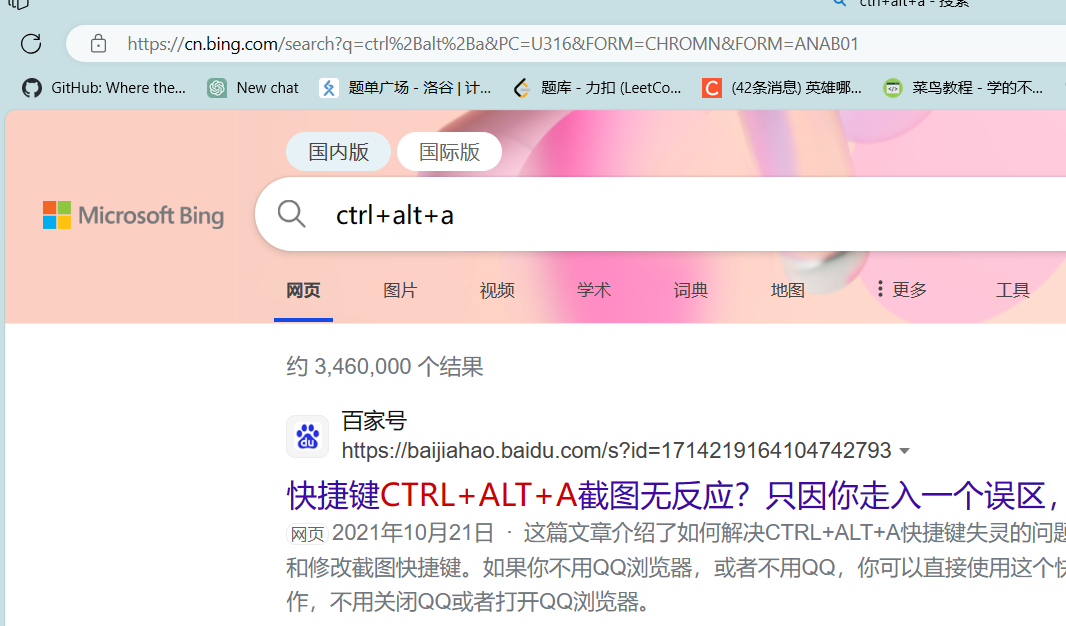 ctrl+alt+a - 搜索
https://cn.bing.com/search?q=ctrl%2Balt%2Ba&PC=U316&FORM=CHROMN&FORM=ANAB01
GitHub: Where the... New chat 题单广场 - 洛谷 | 计... 题库 - 力扣 (LeetCo... C (42条消息) 英雄哪... 菜鸟教程 - 学的不...
国内版 国际版
Microsoft Bing ctrl+alt+a
网页 图片 视频 学术 词典 地图 更多 工具
约 3,460,000 个结果
百家号
du https://baijiahao.baidu.com/s?id=1714219164104742793
快捷键CTRL+ALT+A截图无反应？只因你走入一个误区，
网页 2021年10月21日 · 这篇文章介绍了如何解决CTRL+ALT+A快捷键失灵的问题
和修改截图快捷键。如果你不用QQ浏览器，或者不用QQ，你可以直接使用这个快
作，不用关闭QQ或者打开QQ浏览器。